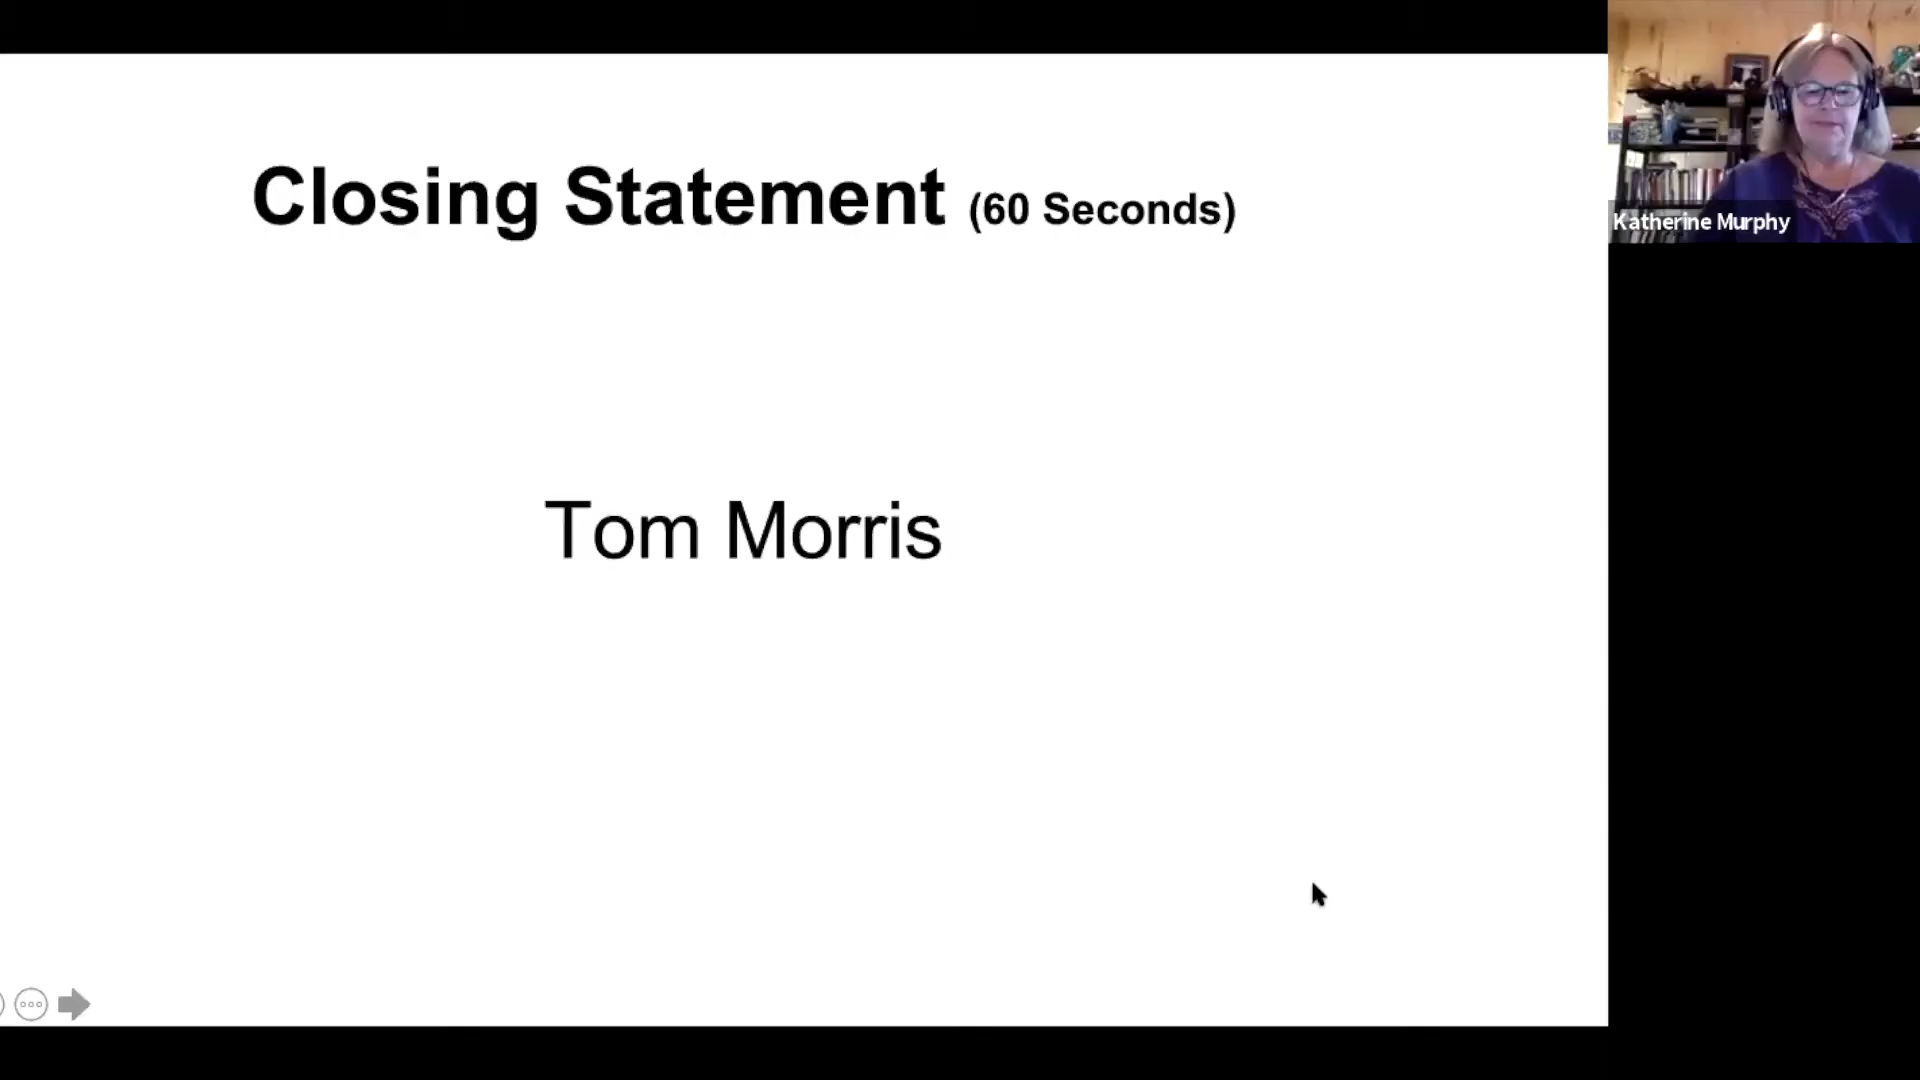 Closing Statement (60 Seconds)
Katherine Murphy
Tom Morris